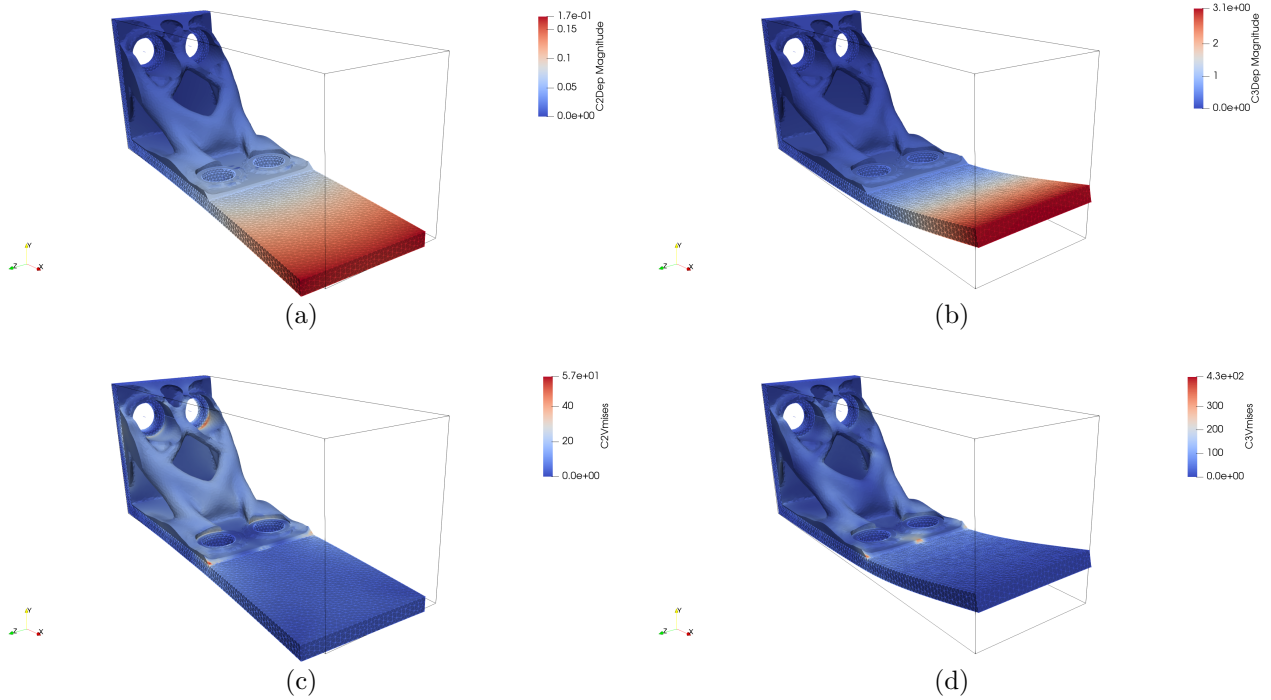 1.7e-01
0.15
0.1
0.05
0.0e+00
C2Dep Magnitude
Y
Z
X
(a)
3.1e+00
2
1
0.0e+00
C3Dep Magnitude
Y
Z
X
(b)
5.7e+01
40
20
0.0e+00
C2Vmises
Y
Z
X
(c)
4.3e+02
300
200
100
0.0e+00
C3Vmises
Y
Z
X
(d)